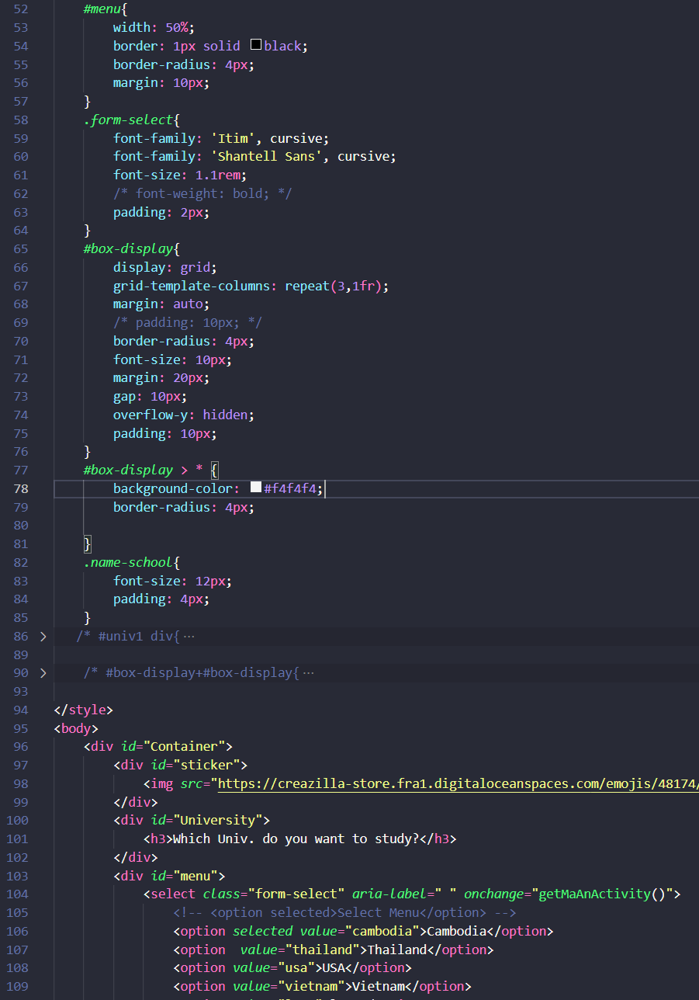 52 #menu{
53 width: 50%;
54 border: 1px solid black;
55 border-radius: 4px;
56 margin: 10px;
57 }
58 .form-select{
59 font-family: 'Itim', cursive;
60 font-family: 'Shantell Sans', cursive;
61 font-size: 1.1rem;
62 /* font-weight: bold; */
63 padding: 2px;
64 }
65 #box-display{
66 display: grid;
67 grid-template-columns: repeat(3,1fr);
68 margin: auto;
69 /* padding: 10px; */
70 border-radius: 4px;
71 font-size: 10px;
72 margin: 20px;
73 gap: 10px;
74 overflow-y: hidden;
75 padding: 10px;
76 }
77 #box-display > * {
78 background-color: #f4f4f4;
79 border-radius: 4px;
80
81 }
82 .name-school{
83 font-size: 12px;
84 padding: 4px;
85 }
86 > /* #univ1 div{ ···
89
90 > /* #box-display+#box-display{ ···
93
94 </style>
95 <body>
96 <div id="Container">
97 <div id="sticker">
98 <img src="https://creazilla-store.fra1.digitaloceanspaces.com/emojis/48174/
99 </div>
100 <div id="University">
101 <h3>Which Univ. do you want to study?</h3>
102 </div>
103 <div id="menu">
104 <select class="form-select" aria-label=" " onchange="getMaAnActivity()">
105 <!-- <option selected>Select Menu</option> -->
106 <option selected value="cambodia">Cambodia</option>
107 <option  value="thailand">Thailand</option>
108 <option value="usa">USA</option>
109 <option value="vietnam">Vietnam</option>